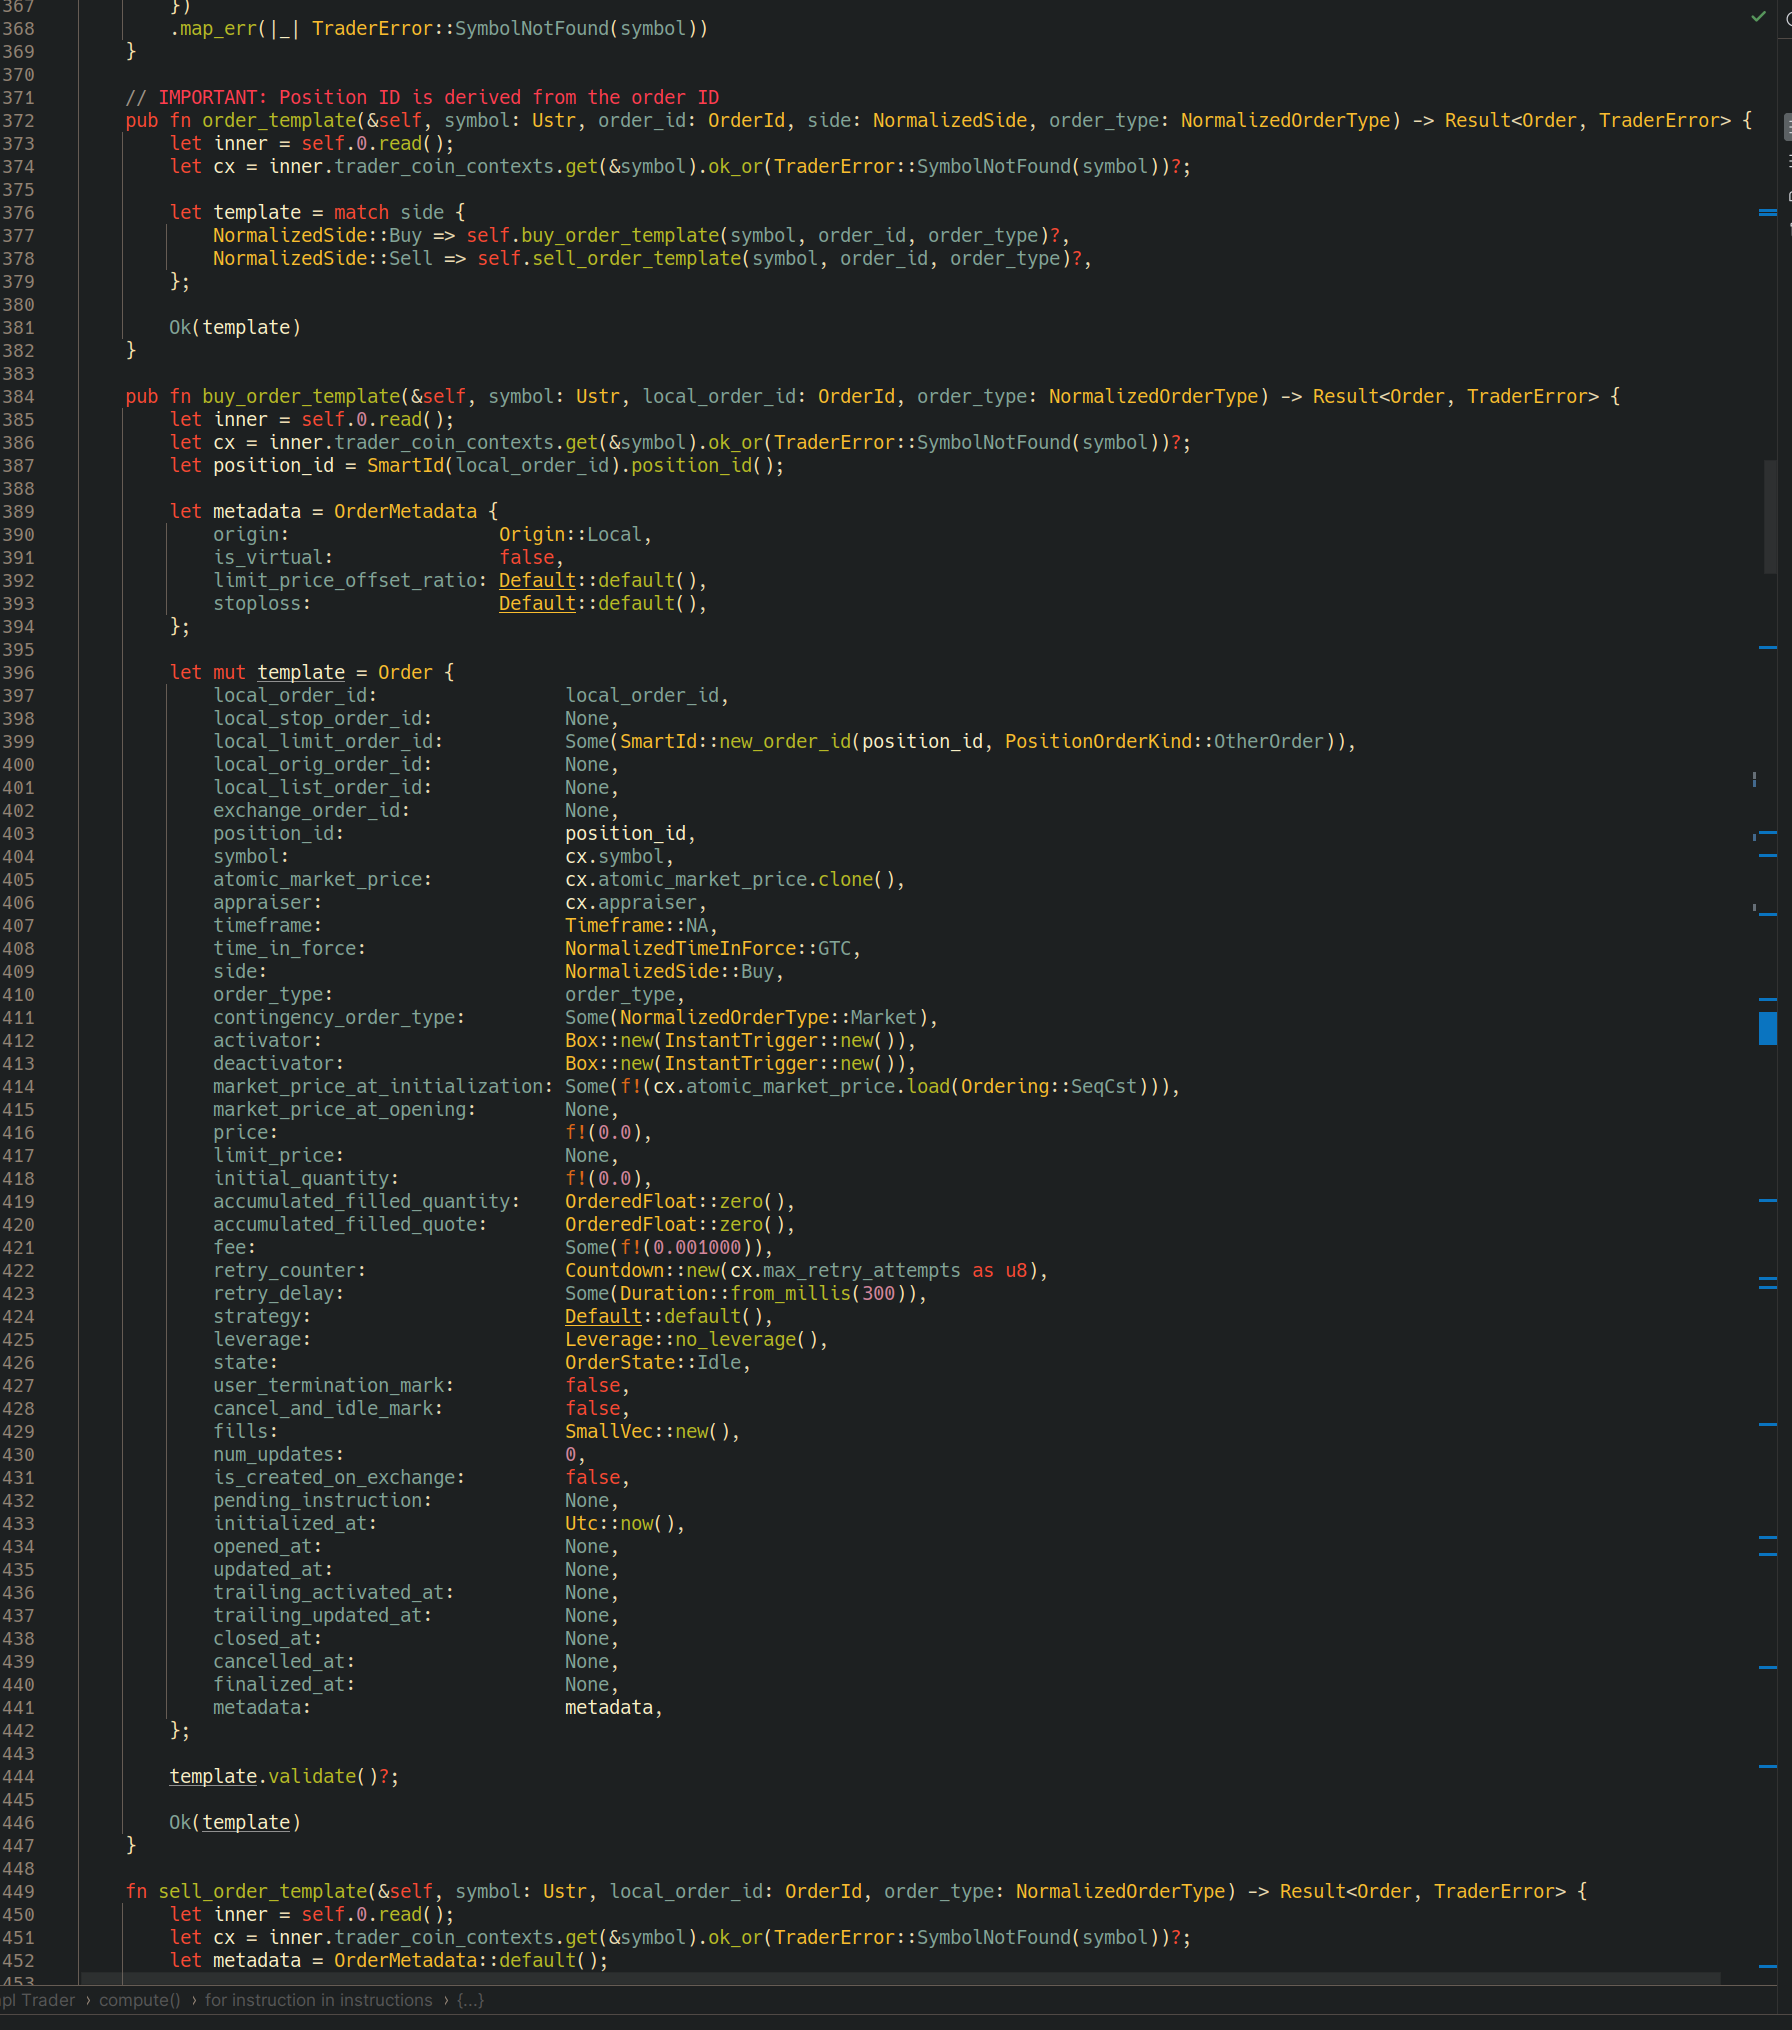 367 })
368 .map_err(|_| TraderError::SymbolNotFound(symbol))
369 }
370
371 // IMPORTANT: Position ID is derived from the order ID
372 pub fn order_template(&self, symbol: Ustr, order_id: OrderId, side: NormalizedSide, order_type: NormalizedOrderType) -> Result<Order, TraderError> {
373 let inner = self.0.read();
374 let cx = inner.trader_coin_contexts.get(&symbol).ok_or(TraderError::SymbolNotFound(symbol))?;
375
376 let template = match side {
377 NormalizedSide::Buy => self.buy_order_template(symbol, order_id, order_type)?,
378 NormalizedSide::Sell => self.sell_order_template(symbol, order_id, order_type)?,
379 };
380
381 Ok(template)
382 }
383
384 pub fn buy_order_template(&self, symbol: Ustr, local_order_id: OrderId, order_type: NormalizedOrderType) -> Result<Order, TraderError> {
385 let inner = self.0.read();
386 let cx = inner.trader_coin_contexts.get(&symbol).ok_or(TraderError::SymbolNotFound(symbol))?;
387 let position_id = SmartId(local_order_id).position_id();
388
389 let metadata = OrderMetadata {
390 origin: Origin::Local,
391 is_virtual: false,
392 limit_price_offset_ratio: Default::default(),
393 stoploss: Default::default(),
394 };
395
396 let mut template = Order {
397 local_order_id: local_order_id,
398 local_stop_order_id: None,
399 local_limit_order_id: Some(SmartId::new_order_id(position_id, PositionOrderKind::OtherOrder)),
400 local_orig_order_id: None,
401 local_list_order_id: None,
402 exchange_order_id: None,
403 position_id: position_id,
404 symbol: cx.symbol,
405 atomic_market_price: cx.atomic_market_price.clone(),
406 appraiser: cx.appraiser,
407 timeframe: Timeframe::NA,
408 time_in_force: NormalizedTimeInForce::GTC,
409 side: NormalizedSide::Buy,
410 order_type: order_type,
411 contingency_order_type: Some(NormalizedOrderType::Market),
412 activator: Box::new(InstantTrigger::new()),
413 deactivator: Box::new(InstantTrigger::new()),
414 market_price_at_initialization: Some(f!(cx.atomic_market_price.load(Ordering::SeqCst))),
415 market_price_at_opening: None,
416 price: f!(0.0),
417 limit_price: None,
418 initial_quantity: f!(0.0),
419 accumulated_filled_quantity: OrderedFloat::zero(),
420 accumulated_filled_quote: OrderedFloat::zero(),
421 fee: Some(f!(0.001000)),
422 retry_counter: Countdown::new(cx.max_retry_attempts as u8),
423 retry_delay: Some(Duration::from_millis(300)),
424 strategy: Default::default(),
425 leverage: Leverage::no_leverage(),
426 state: OrderState::Idle,
427 user_termination_mark: false,
428 cancel_and_idle_mark: false,
429 fills: SmallVec::new(),
430 num_updates: 0,
431 is_created_on_exchange: false,
432 pending_instruction: None,
433 initialized_at: Utc::now(),
434 opened_at: None,
435 updated_at: None,
436 trailing_activated_at: None,
437 trailing_updated_at: None,
438 closed_at: None,
439 cancelled_at: None,
440 finalized_at: None,
441 metadata: metadata,
442 };
443
444 template.validate()?;
445
446 Ok(template)
447 }
448
449 fn sell_order_template(&self, symbol: Ustr, local_order_id: OrderId, order_type: NormalizedOrderType) -> Result<Order, TraderError> {
450 let inner = self.0.read();
451 let cx = inner.trader_coin_contexts.get(&symbol).ok_or(TraderError::SymbolNotFound(symbol))?;
452 let metadata = OrderMetadata::default();
453
pl Trader › compute() › for instruction in instructions › {...}